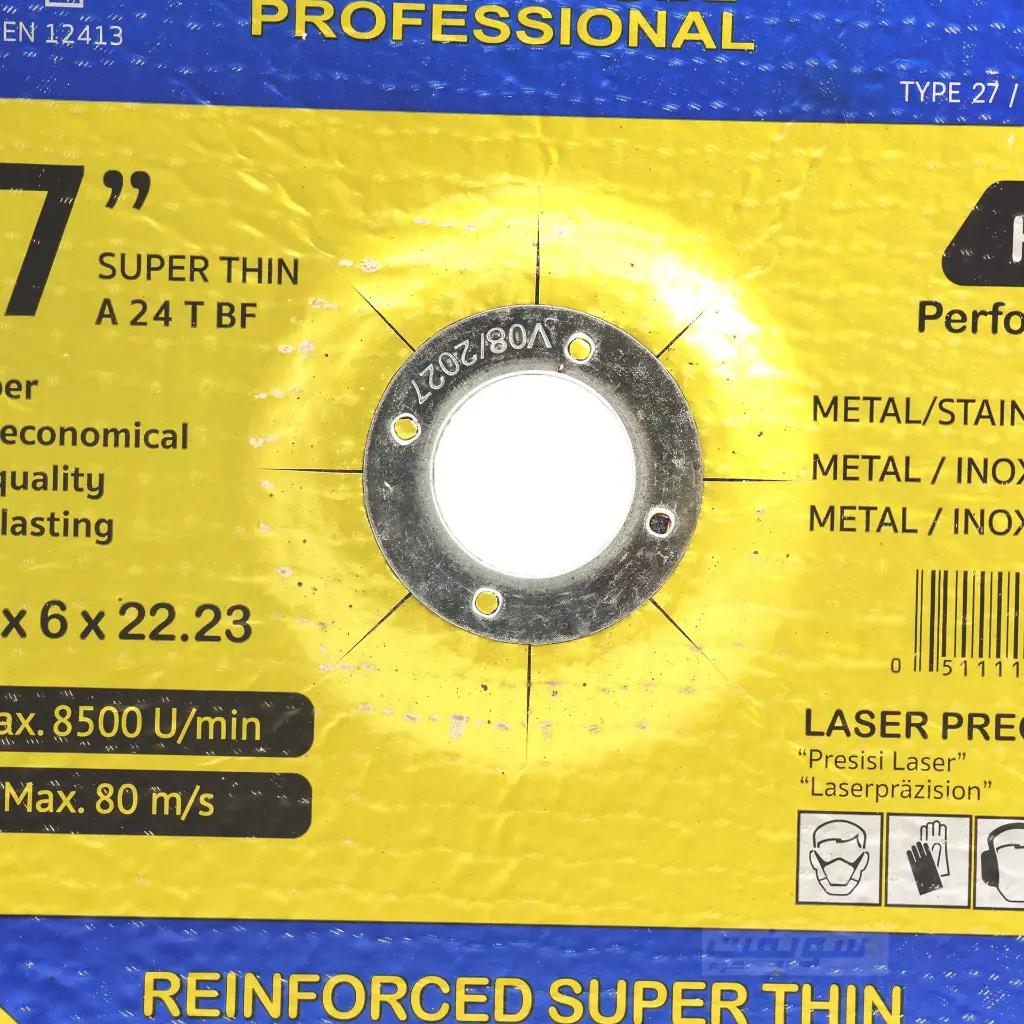 EN 12413
PROFESSIONAL
TYPE 27 /
7”
SUPER THIN
A 24 T BF
economical
quality
lasting
x 6 x 22.23
Max. 8500 U/min
Max. 80 m/s
V08/2027
Perfo
METAL/STAIN
METAL / INOX
METAL / INOX
0 51111
LASER PREC
“Presisi Laser”
“Laserpräzision”
REINFORCED SUPER THIN
سويفت